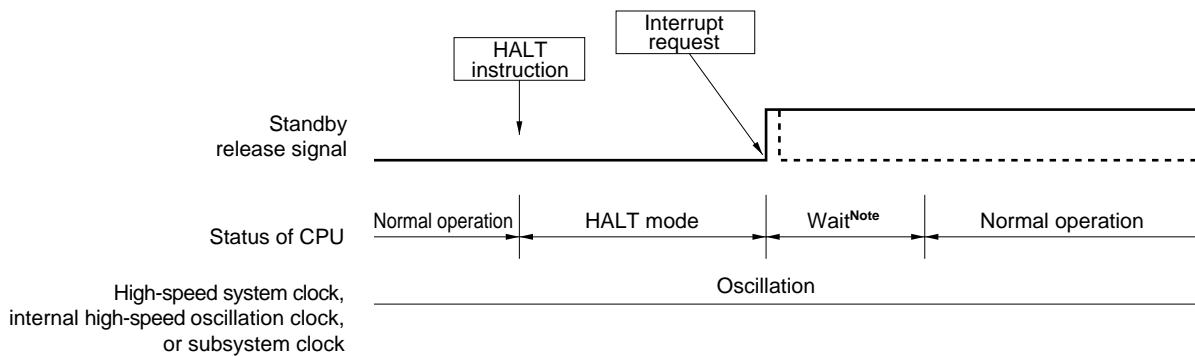 Interrupt
request
HALT
instruction
Standby
release signal
Status of CPU
Normal operation
HALT mode
WaitNote
Normal operation
High-speed system clock,
internal high-speed oscillation clock,
or subsystem clock
Oscillation